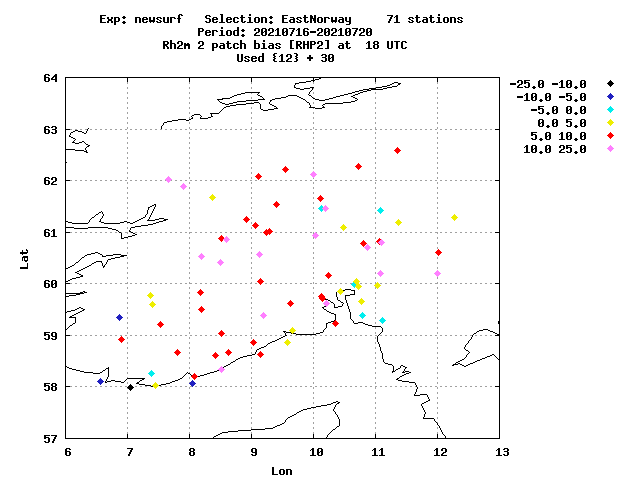 Exp: newsurf   Selection: EastNorway     71 stations
Period: 20210716-20210720
Rh2m 2 patch bias [RHP2] at  18 UTC
Used {12} + 30
-25.0 -10.0
-10.0 -5.0
-5.0 0.0
0.0 5.0
5.0 10.0
10.0 25.0
64
63
62
61
60
59
58
57
Lat
6 7 8 9 10 11 12 13
Lon